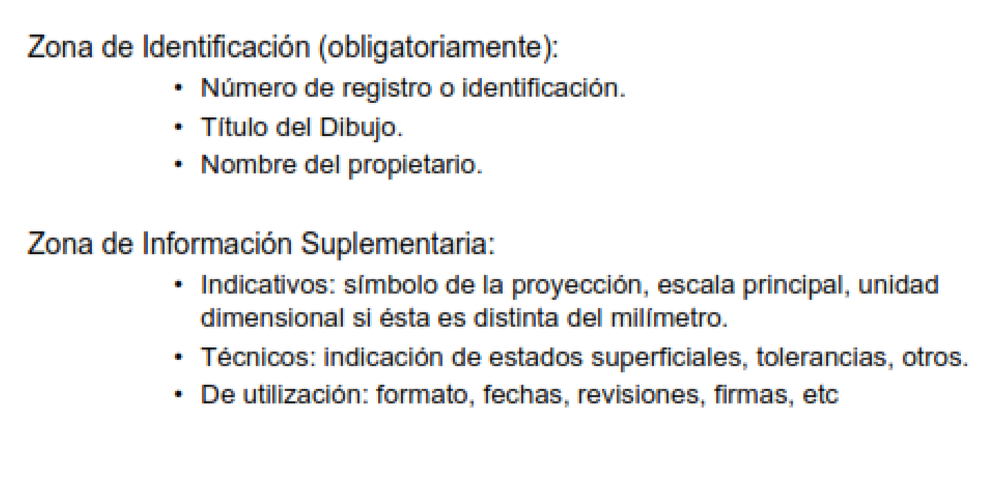 Zona de Identificación (obligatoriamente):
• Número de registro o identificación.
• Título del Dibujo.
• Nombre del propietario.
Zona de Información Suplementaria:
• Indicativos: símbolo de la proyección, escala principal, unidad
dimensional si ésta es distinta del milímetro.
• Técnicos: indicación de estados superficiales, tolerancias, otros.
• De utilización: formato, fechas, revisiones, firmas, etc